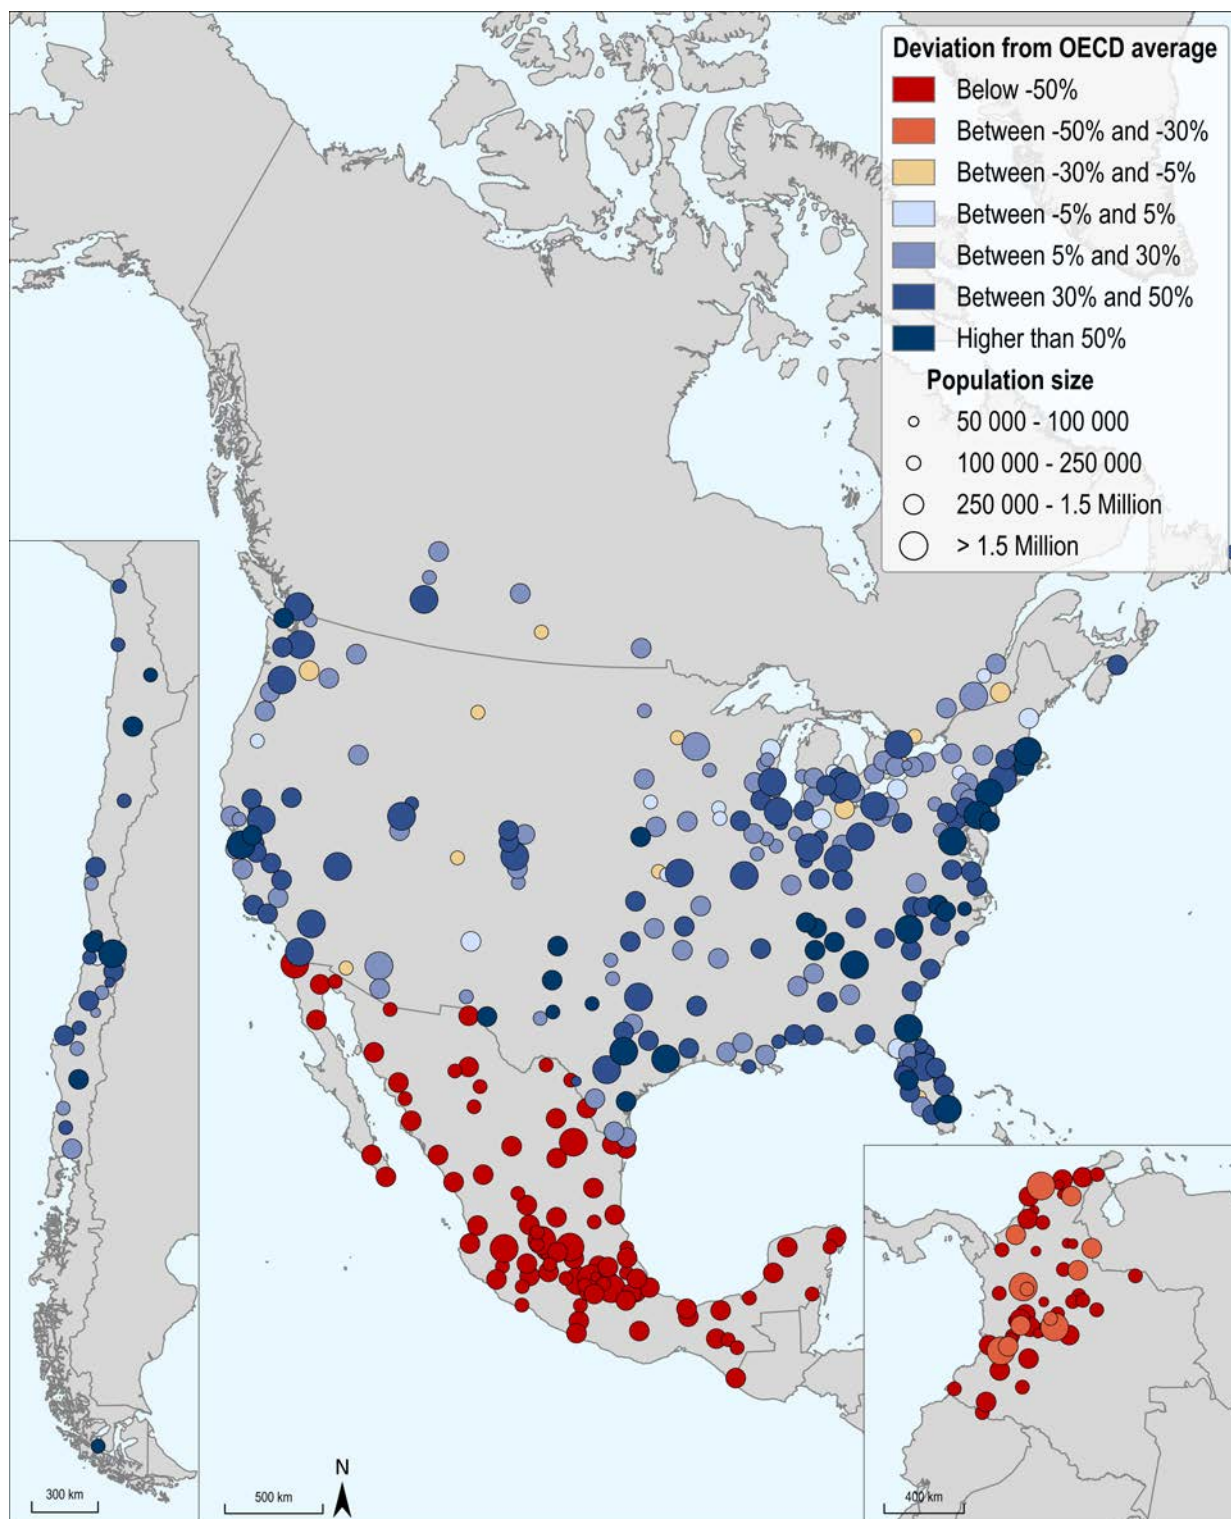 Deviation from OECD average
Below -50%
Between -50% and -30%
Between -30% and -5%
Between -5% and 5%
Between 5% and 30%
Between 30% and 50%
Higher than 50%
Population size
50 000 - 100 000
100 000 - 250 000
250 000 - 1.5 Million
> 1.5 Million
300 km
500 km
N
400 km